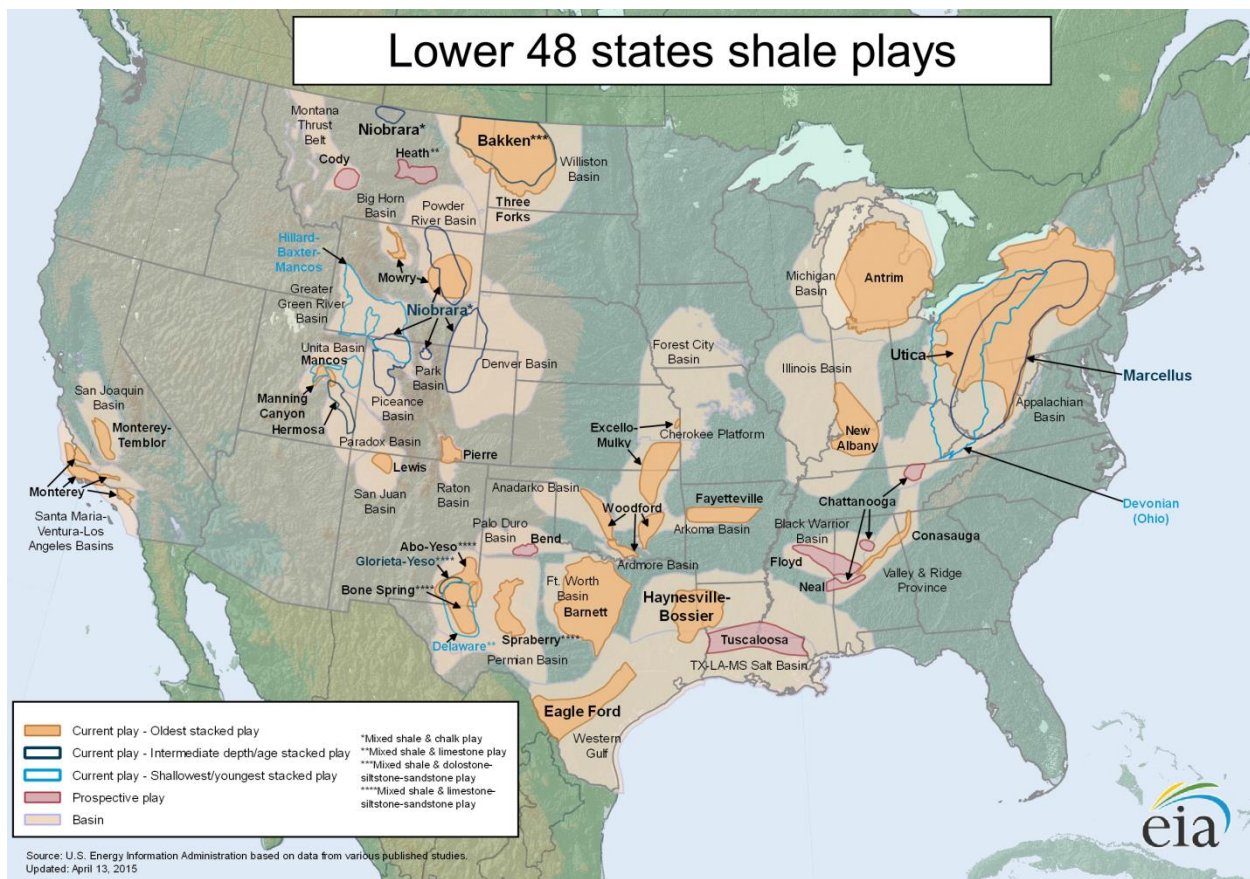 Lower 48 states shale plays
Montana
Thrust
Belt
Cody
Niobrara*
Heath**
Bakken***
Williston
Basin
Three
Forks
Big Horn
Basin
Powder
River Basin
Hillard-
Baxter-
Mancos
Mowry
Greater
Green River
Basin
Niobrara*
Unita Basin
Mancos
Manning
Canyon
Hermosa
Park
Basin
Piceance
Basin
Denver Basin
Paradox Basin
San Joaquin
Basin
Monterey-
Temblor
Monterey
Santa Maria-
Ventura-Los
Angeles Basins
Lewis
San Juan
Basin
Pierre
Raton
Basin
Forest City
Basin
Excello-
Mulky
Cherokee Platform
Anadarko Basin
Woodford
Fayetteville
Arkoma Basin
Ardmore Basin
Palo Duro
Basin
Bend
Abo-Yeso****
Glorieta-Yeso****
Bone Spring****
Delaware**
Spraberry****
Permian Basin
Ft. Worth
Basin
Barnett
Haynesville-
Bossier
Tuscaloosa
TX-LA-MS Salt Basin
Eagle Ford
Western
Gulf
Michigan
Basin
Antrim
Illinois Basin
New
Albany
Utica
Marcellus
Appalachian
Basin
Devonian
(Ohio)
Chattanooga
Black Warrior
Basin
Floyd
Neal
Conasauga
Valley & Ridge
Province
Current play - Oldest stacked play
Current play - Intermediate depth/age stacked play
Current play - Shallowest/youngest stacked play
Prospective play
Basin
*Mixed shale & chalk play
**Mixed shale & limestone play
***Mixed shale & dolostone-
siltstone-sandstone play
****Mixed shale & limestone-
siltstone-sandstone play
Source: U.S. Energy Information Administration based on data from various published studies.
Updated: April 13, 2015
eia